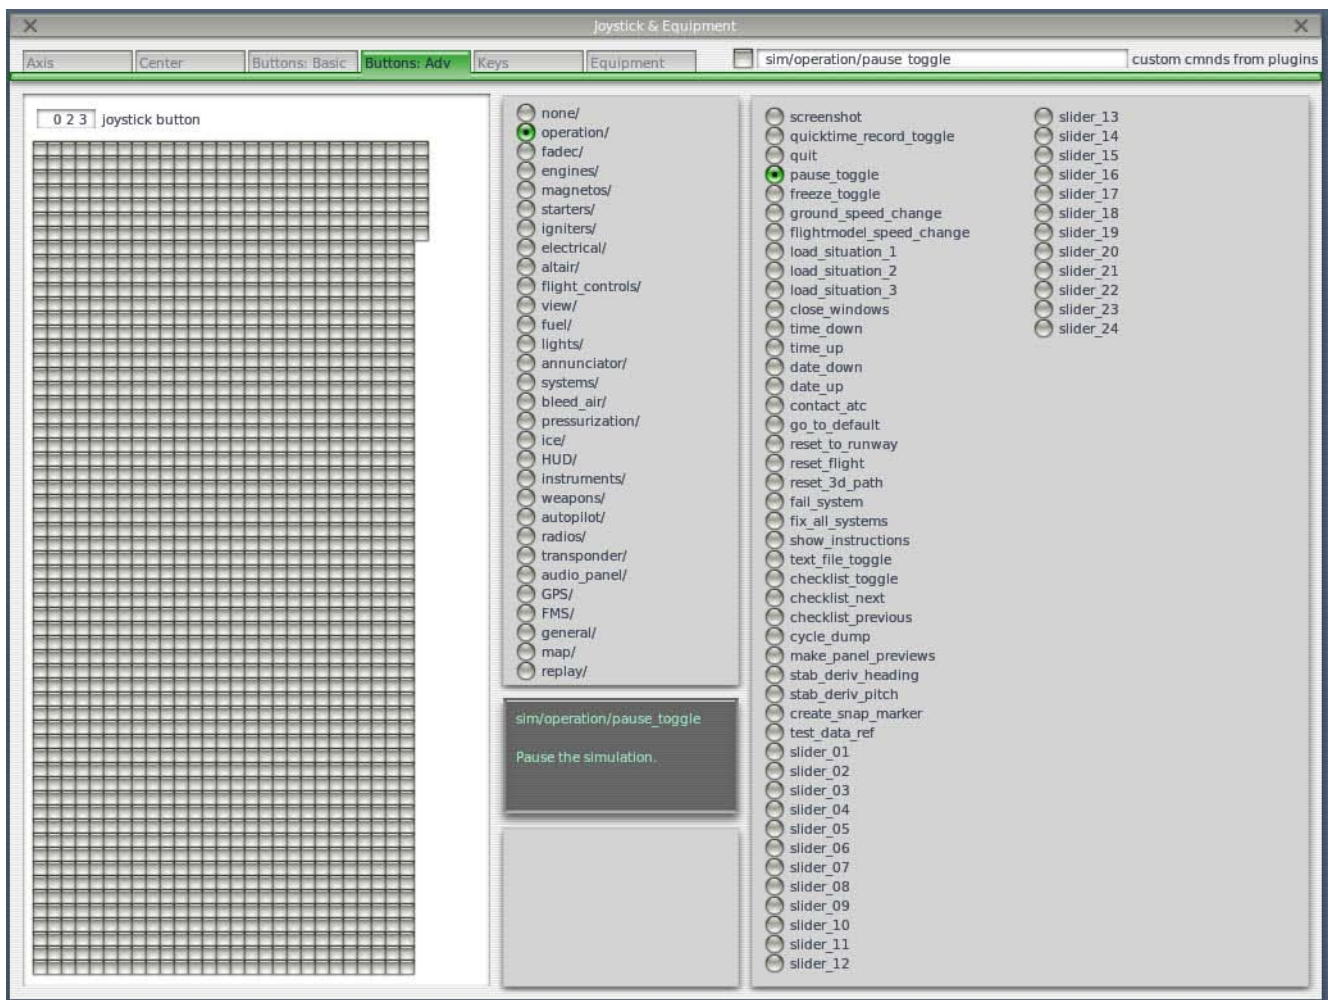 Joystick & Equipment
Axis
Center
Buttons: Basic
Buttons: Adv
Keys
Equipment
sim/operation/pause_toggle
custom cmnds from plugins
0 2 3 joystick button
none/
operation/
fadec/
engines/
magnetos/
starters/
igniters/
electrical/
altair/
flight_controls/
view/
fuel/
lights/
annunciator/
systems/
bleed_air/
pressurization/
ice/
HUD/
instruments/
weapons/
autopilot/
radios/
transponder/
audio_panel/
GPS/
FMS/
general/
map/
replay/
sim/operation/pause_toggle
Pause the simulation.
screenshot
quicktime_record_toggle
quit
pause_toggle
freeze_toggle
ground_speed_change
flightmodel_speed_change
load_situation_1
load_situation_2
load_situation_3
close_windows
time_down
time_up
date_down
date_up
contact_atc
go_to_default
reset_to_runway
reset_flight
reset_3d_path
fail_system
fix_all_systems
show_instructions
text_file_toggle
checklist_toggle
checklist_next
checklist_previous
cycle_dump
make_panel_previews
stab_deriv_heading
stab_deriv_pitch
create_snap_marker
test_data_ref
slider_01
slider_02
slider_03
slider_04
slider_05
slider_06
slider_07
slider_08
slider_09
slider_10
slider_11
slider_12
slider_13
slider_14
slider_15
slider_16
slider_17
slider_18
slider_19
slider_20
slider_21
slider_22
slider_23
slider_24